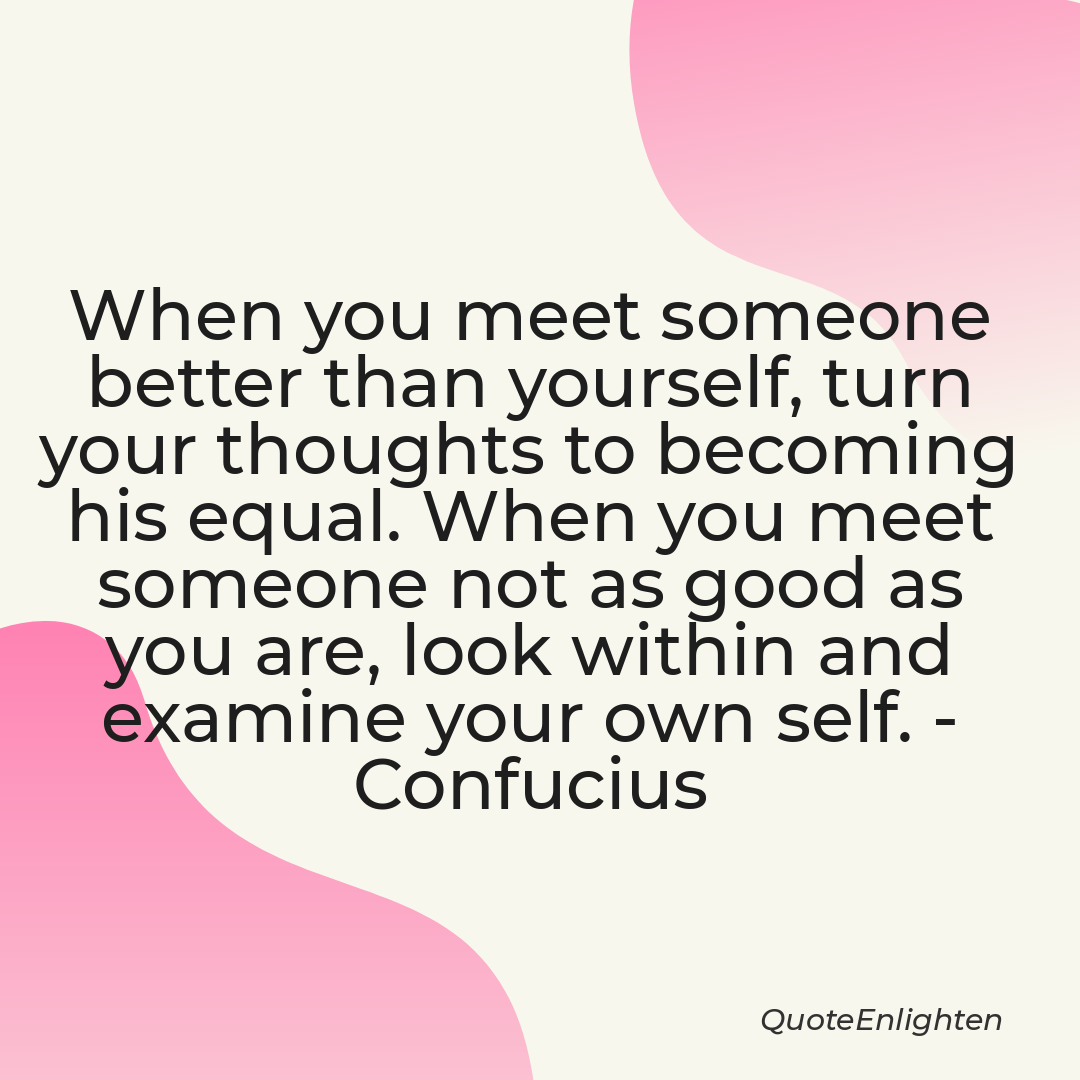 When you meet someone
better than yourself, turn
your thoughts to becoming
his equal. When you meet
someone not as good as
you are, look within and
examine your own self. -
Confucius
QuoteEnlighten